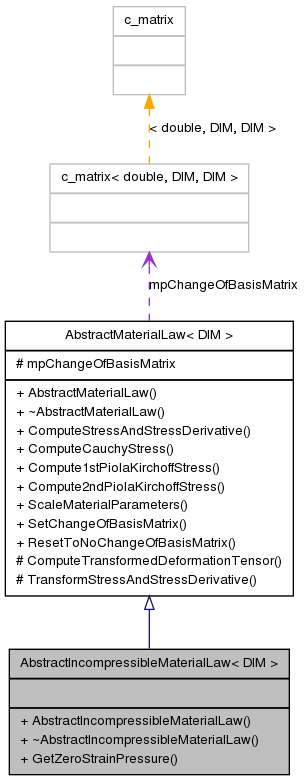 c_matrix
< double, DIM, DIM >
c_matrix< double, DIM, DIM >
mpChangeOfBasisMatrix
AbstractMaterialLaw< DIM >
# mpChangeOfBasisMatrix
+ AbstractMaterialLaw()
+ ~AbstractMaterialLaw()
+ ComputeStressAndStressDerivative()
+ ComputeCauchyStress()
+ Compute1stPiolaKirchoffStress()
+ Compute2ndPiolaKirchoffStress()
+ ScaleMaterialParameters()
+ SetChangeOfBasisMatrix()
+ ResetToNoChangeOfBasisMatrix()
# ComputeTransformedDeformationTensor()
# TransformStressAndStressDerivative()
AbstractIncompressibleMaterialLaw< DIM >
+ AbstractIncompressibleMaterialLaw()
+ ~AbstractIncompressibleMaterialLaw()
+ GetZeroStrainPressure()